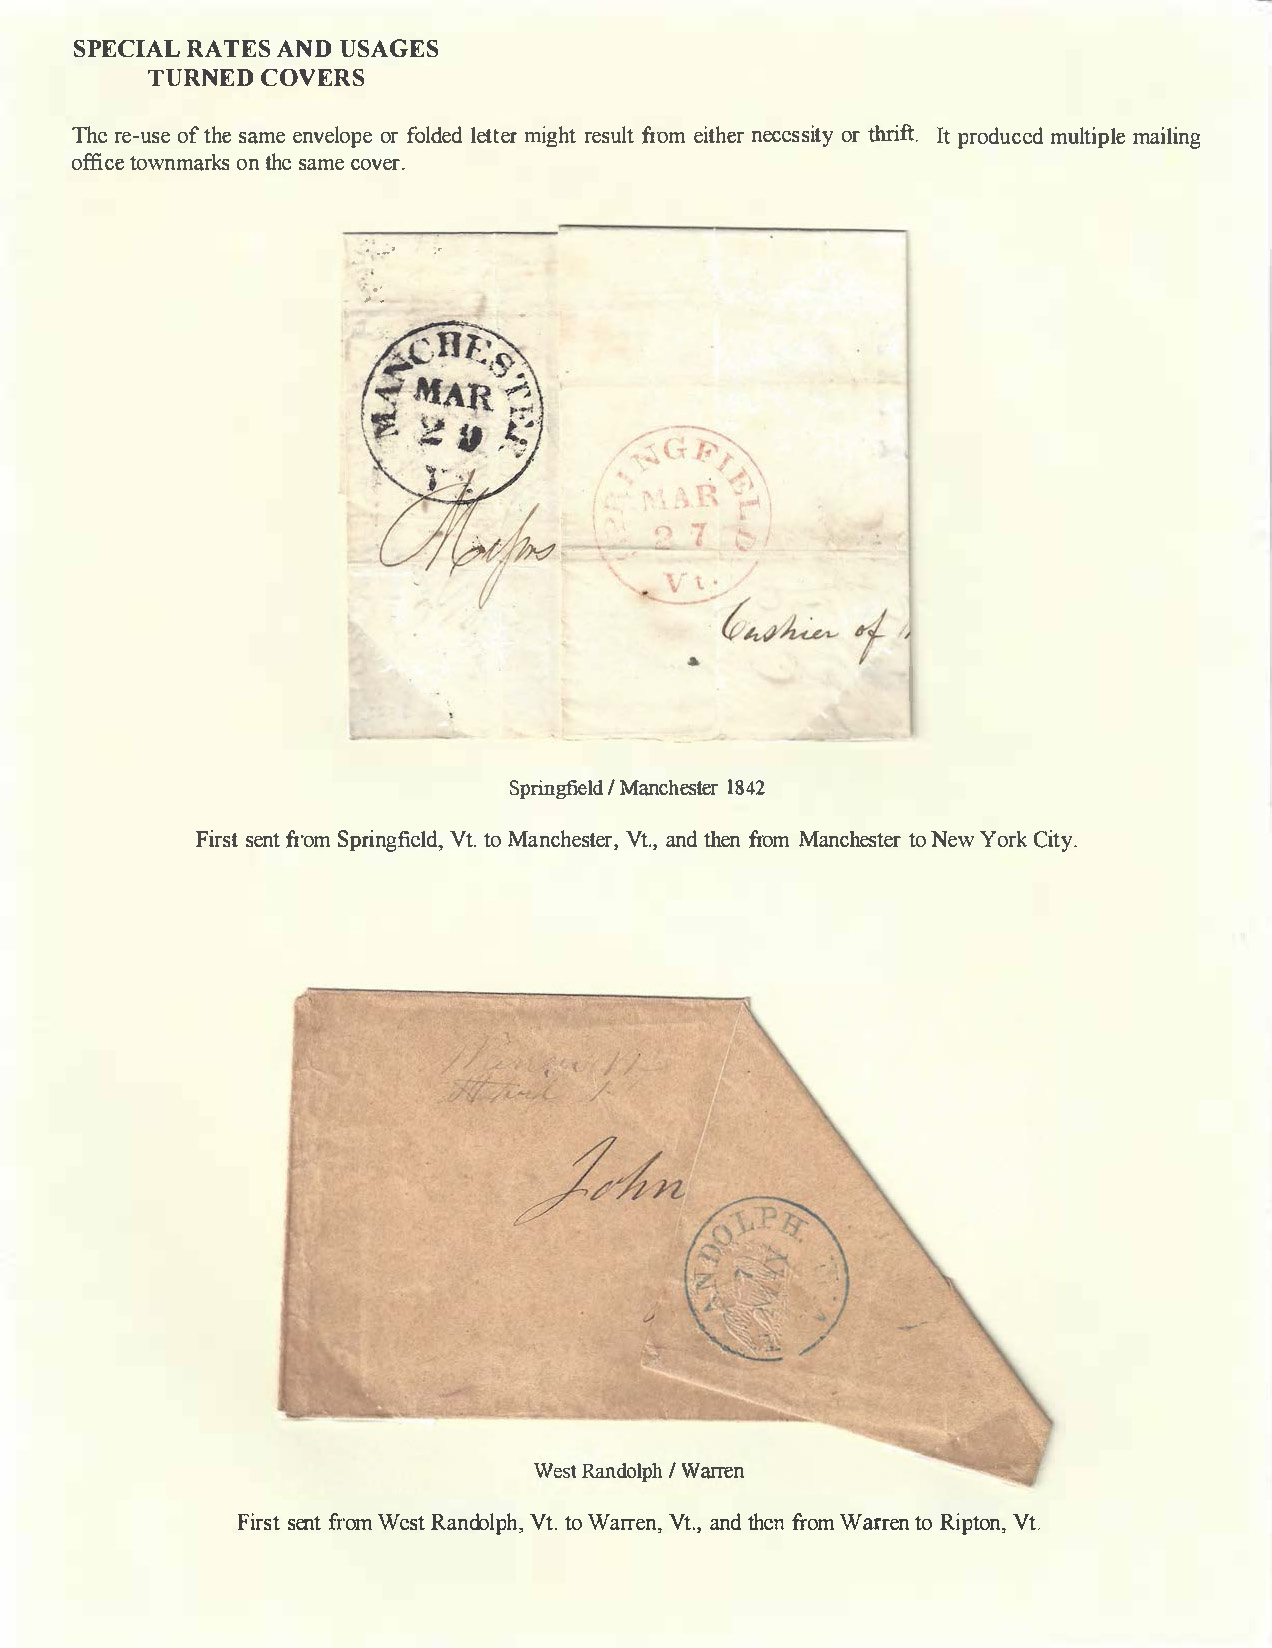 SPECIAL RATES AND USAGES
TURNED COVERS
The re-use of the same envelope or folded letter might result from either necessity or thrift. It produced multiple mailing
office townmarks on the same cover.
MANCHESTER
MAR
29
Vt.
Messrs
SPRINGFIELD
MAR
27
Vt.
Cashier of
Springfield / Manchester 1842
First sent from Springfield, Vt. to Manchester, Vt., and then from Manchester to New York City.
John
ANDOLPH.
MAY
7
West Randolph / Warren
First sent from West Randolph, Vt. to Warren, Vt., and then from Warren to Ripton, Vt.